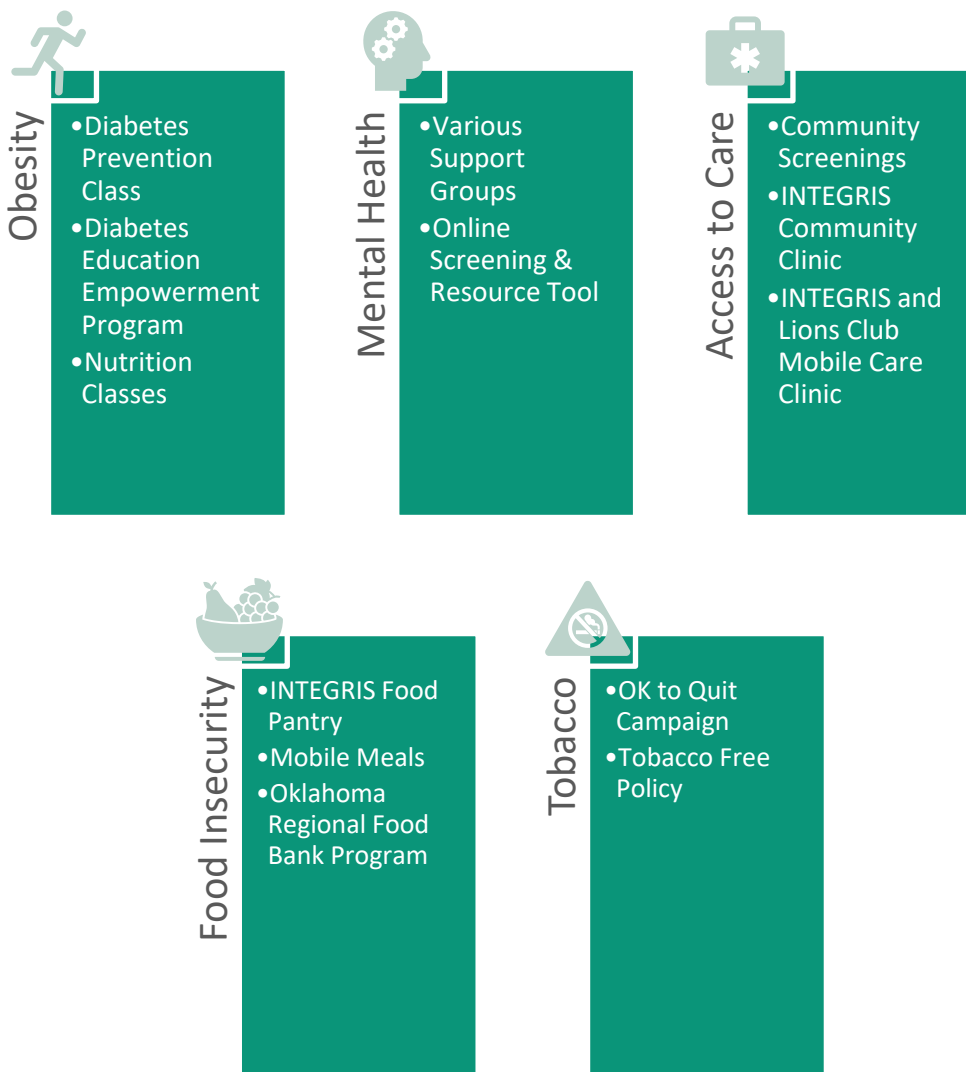 Obesity
•Diabetes
Prevention
Class
•Diabetes
Education
Empowerment
Program
•Nutrition
Classes
Mental Health
•Various
Support
Groups
•Online
Screening &
Resource Tool
Access to Care
•Community
Screenings
•INTEGRIS
Community
Clinic
•INTEGRIS and
Lions Club
Mobile Care
Clinic
Food Insecurity
•INTEGRIS Food
Pantry
•Mobile Meals
•Oklahoma
Regional Food
Bank Program
Tobacco
•OK to Quit
Campaign
•Tobacco Free
Policy